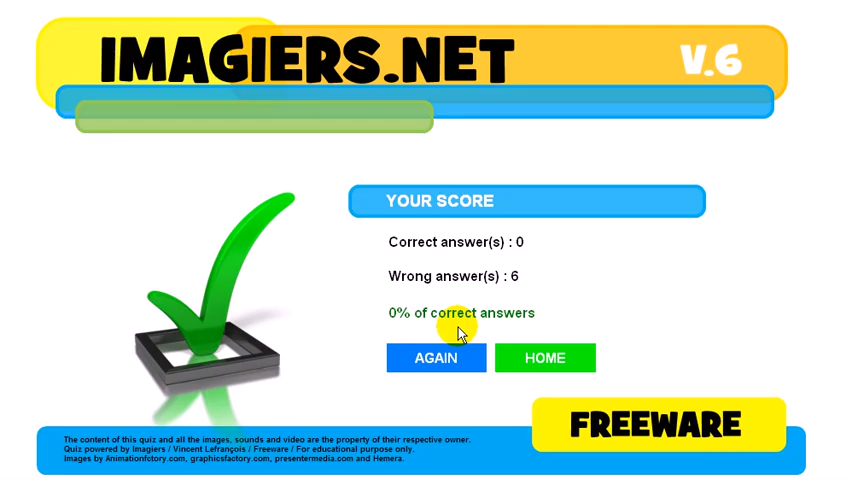 IMAGIERS.NET
V.6
YOUR SCORE
Correct answer(s) : 0
Wrong answer(s) : 6
0% of correct answers
AGAIN
HOME
FREEWARE
The content of this quiz and all the images, sounds and video are the property of their respective owner.
Quiz powered by Imagiers / Vincent Lefrançois / Freeware / For educational purpose only.
Images by Animationfctory.com, graphicsfactory.com, presentermedia.com and Hemera.